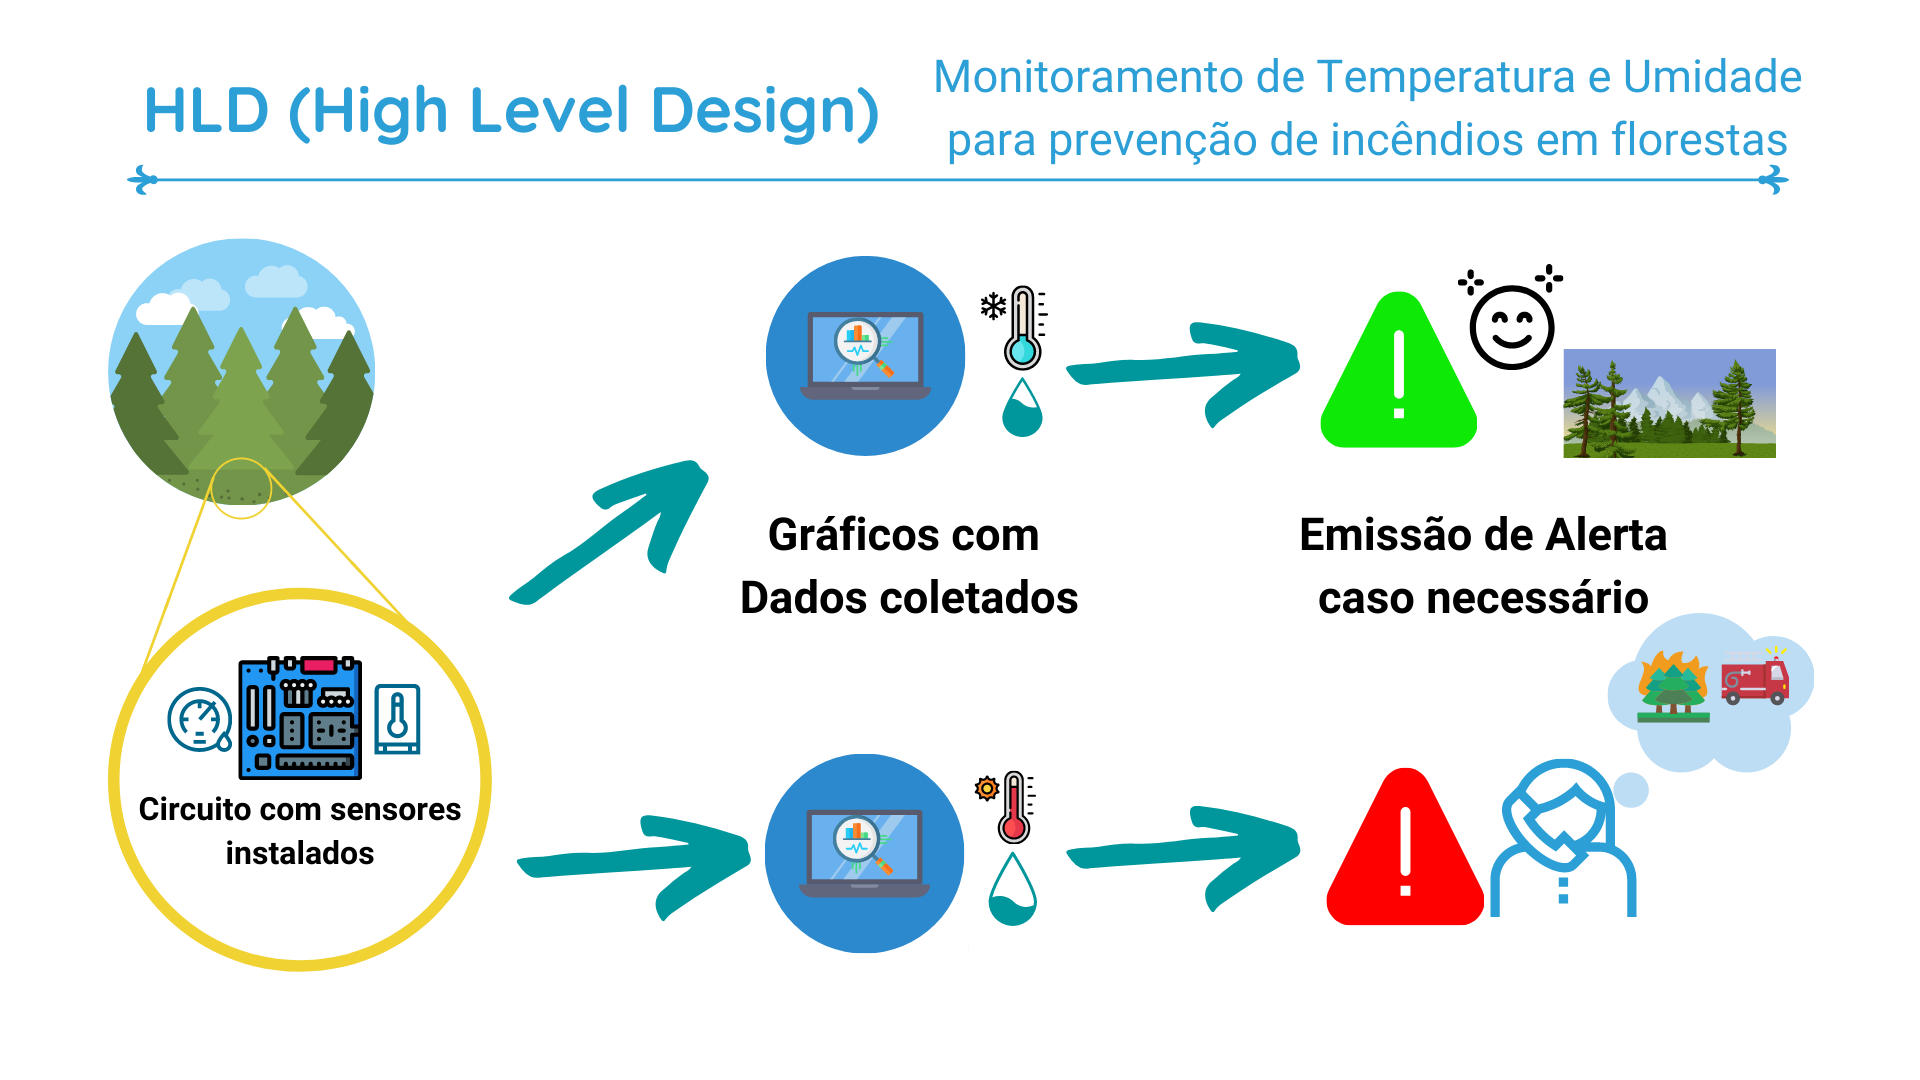 HLD (High Level Design)
Monitoramento de Temperatura e Umidade
para prevenção de incêndios em florestas
Gráficos com
Dados coletados
Emissão de Alerta
caso necessário
Circuito com sensores
instalados